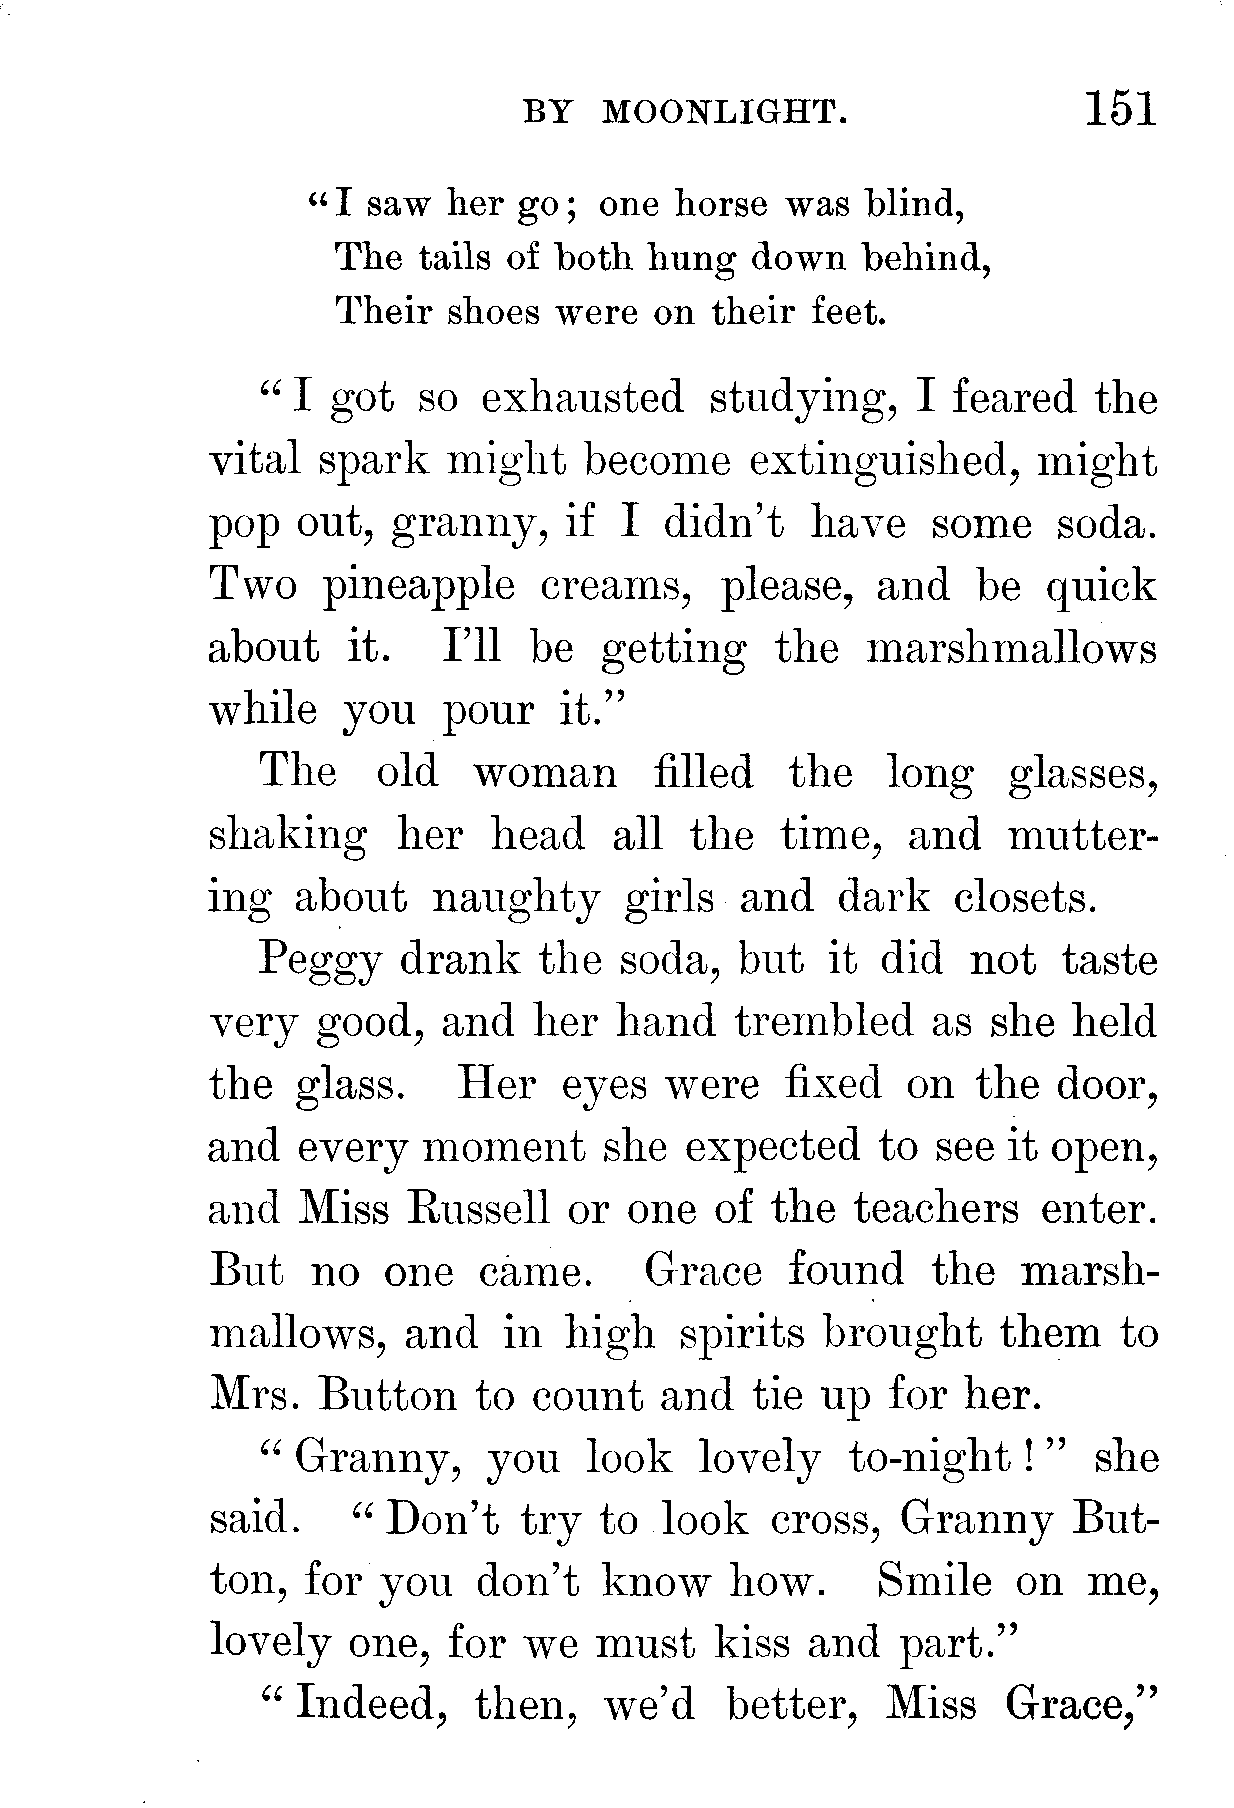 BY MOONLIGHT. 151
“I saw her go; one horse was blind,
The tails of both hung down behind,
Their shoes were on their feet.
“I got so exhausted studying, I feared the
vital spark might become extinguished, might
pop out, granny, if I didn’t have some soda.
Two pineapple creams, please, and be quick
about it. I’ll be getting the marshmallows
while you pour it.”
The old woman filled the long glasses,
shaking her head all the time, and mutter-
ing about naughty girls and dark closets.
Peggy drank the soda, but it did not taste
very good, and her hand trembled as she held
the glass. Her eyes were fixed on the door,
and every moment she expected to see it open,
and Miss Russell or one of the teachers enter.
But no one came. Grace found the marsh-
mallows, and in high spirits brought them to
Mrs. Button to count and tie up for her.
“Granny, you look lovely to-night!” she
said. “Don’t try to look cross, Granny But-
ton, for you don’t know how. Smile on me,
lovely one, for we must kiss and part.”
“Indeed, then, we’d better, Miss Grace,”